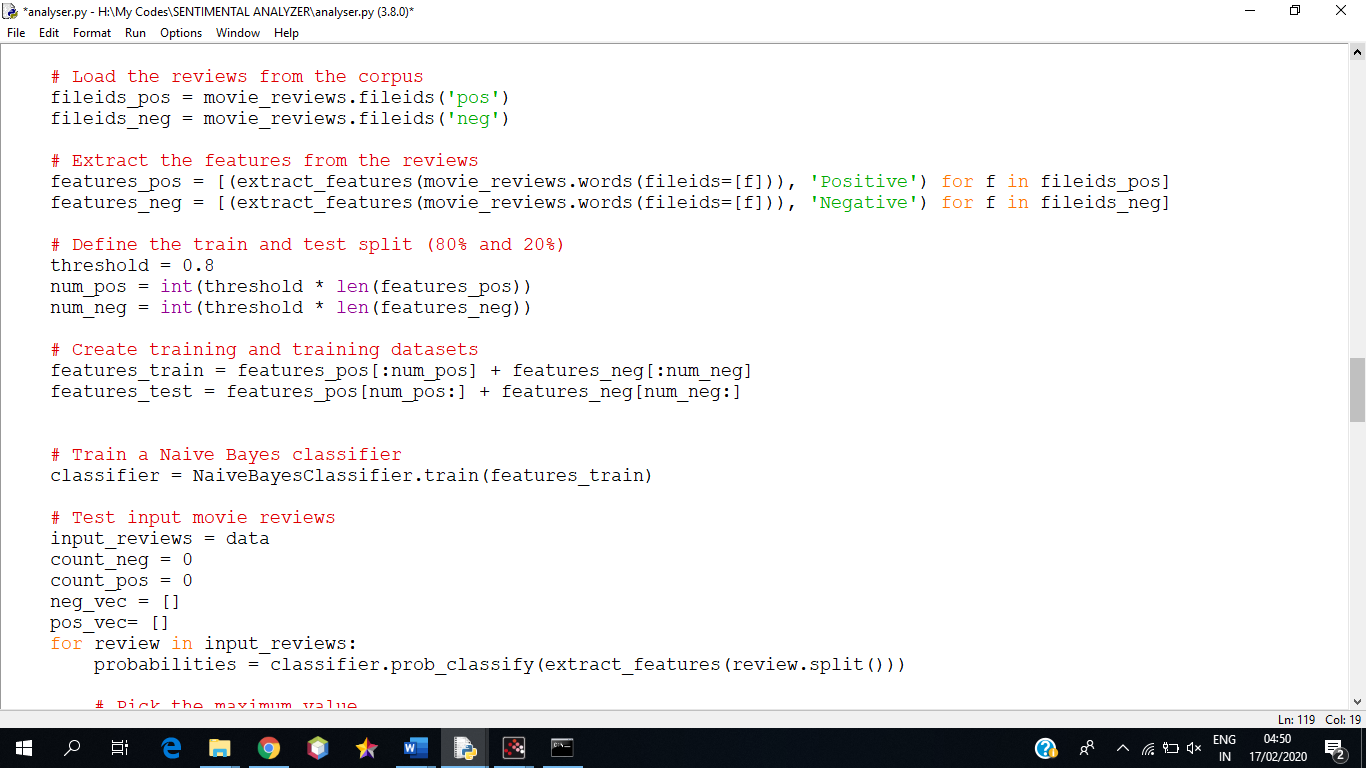 *analyser.py - H:\My Codes\SENTIMENTAL ANALYZER\analyser.py (3.8.0)*
File Edit Format Run Options Window Help
# Load the reviews from the corpus
fileids_pos = movie_reviews.fileids('pos')
fileids_neg = movie_reviews.fileids('neg')
# Extract the features from the reviews
features_pos = [(extract_features(movie_reviews.words(fileids=[f])), 'Positive') for f in fileids_pos]
features_neg = [(extract_features(movie_reviews.words(fileids=[f])), 'Negative') for f in fileids_neg]
# Define the train and test split (80% and 20%)
threshold = 0.8
num_pos = int(threshold * len(features_pos))
num_neg = int(threshold * len(features_neg))
# Create training and training datasets
features_train = features_pos[:num_pos] + features_neg[:num_neg]
features_test = features_pos[num_pos:] + features_neg[num_neg:]
# Train a Naive Bayes classifier
classifier = NaiveBayesClassifier.train(features_train)
# Test input movie reviews
input_reviews = data
count_neg = 0
count_pos = 0
neg_vec = []
pos_vec= []
for review in input_reviews:
    probabilities = classifier.prob_classify(extract_features(review.split()))
    # Pick the maximum value
Ln: 119 Col: 19
ENG
IN
04:50
17/02/2020
2